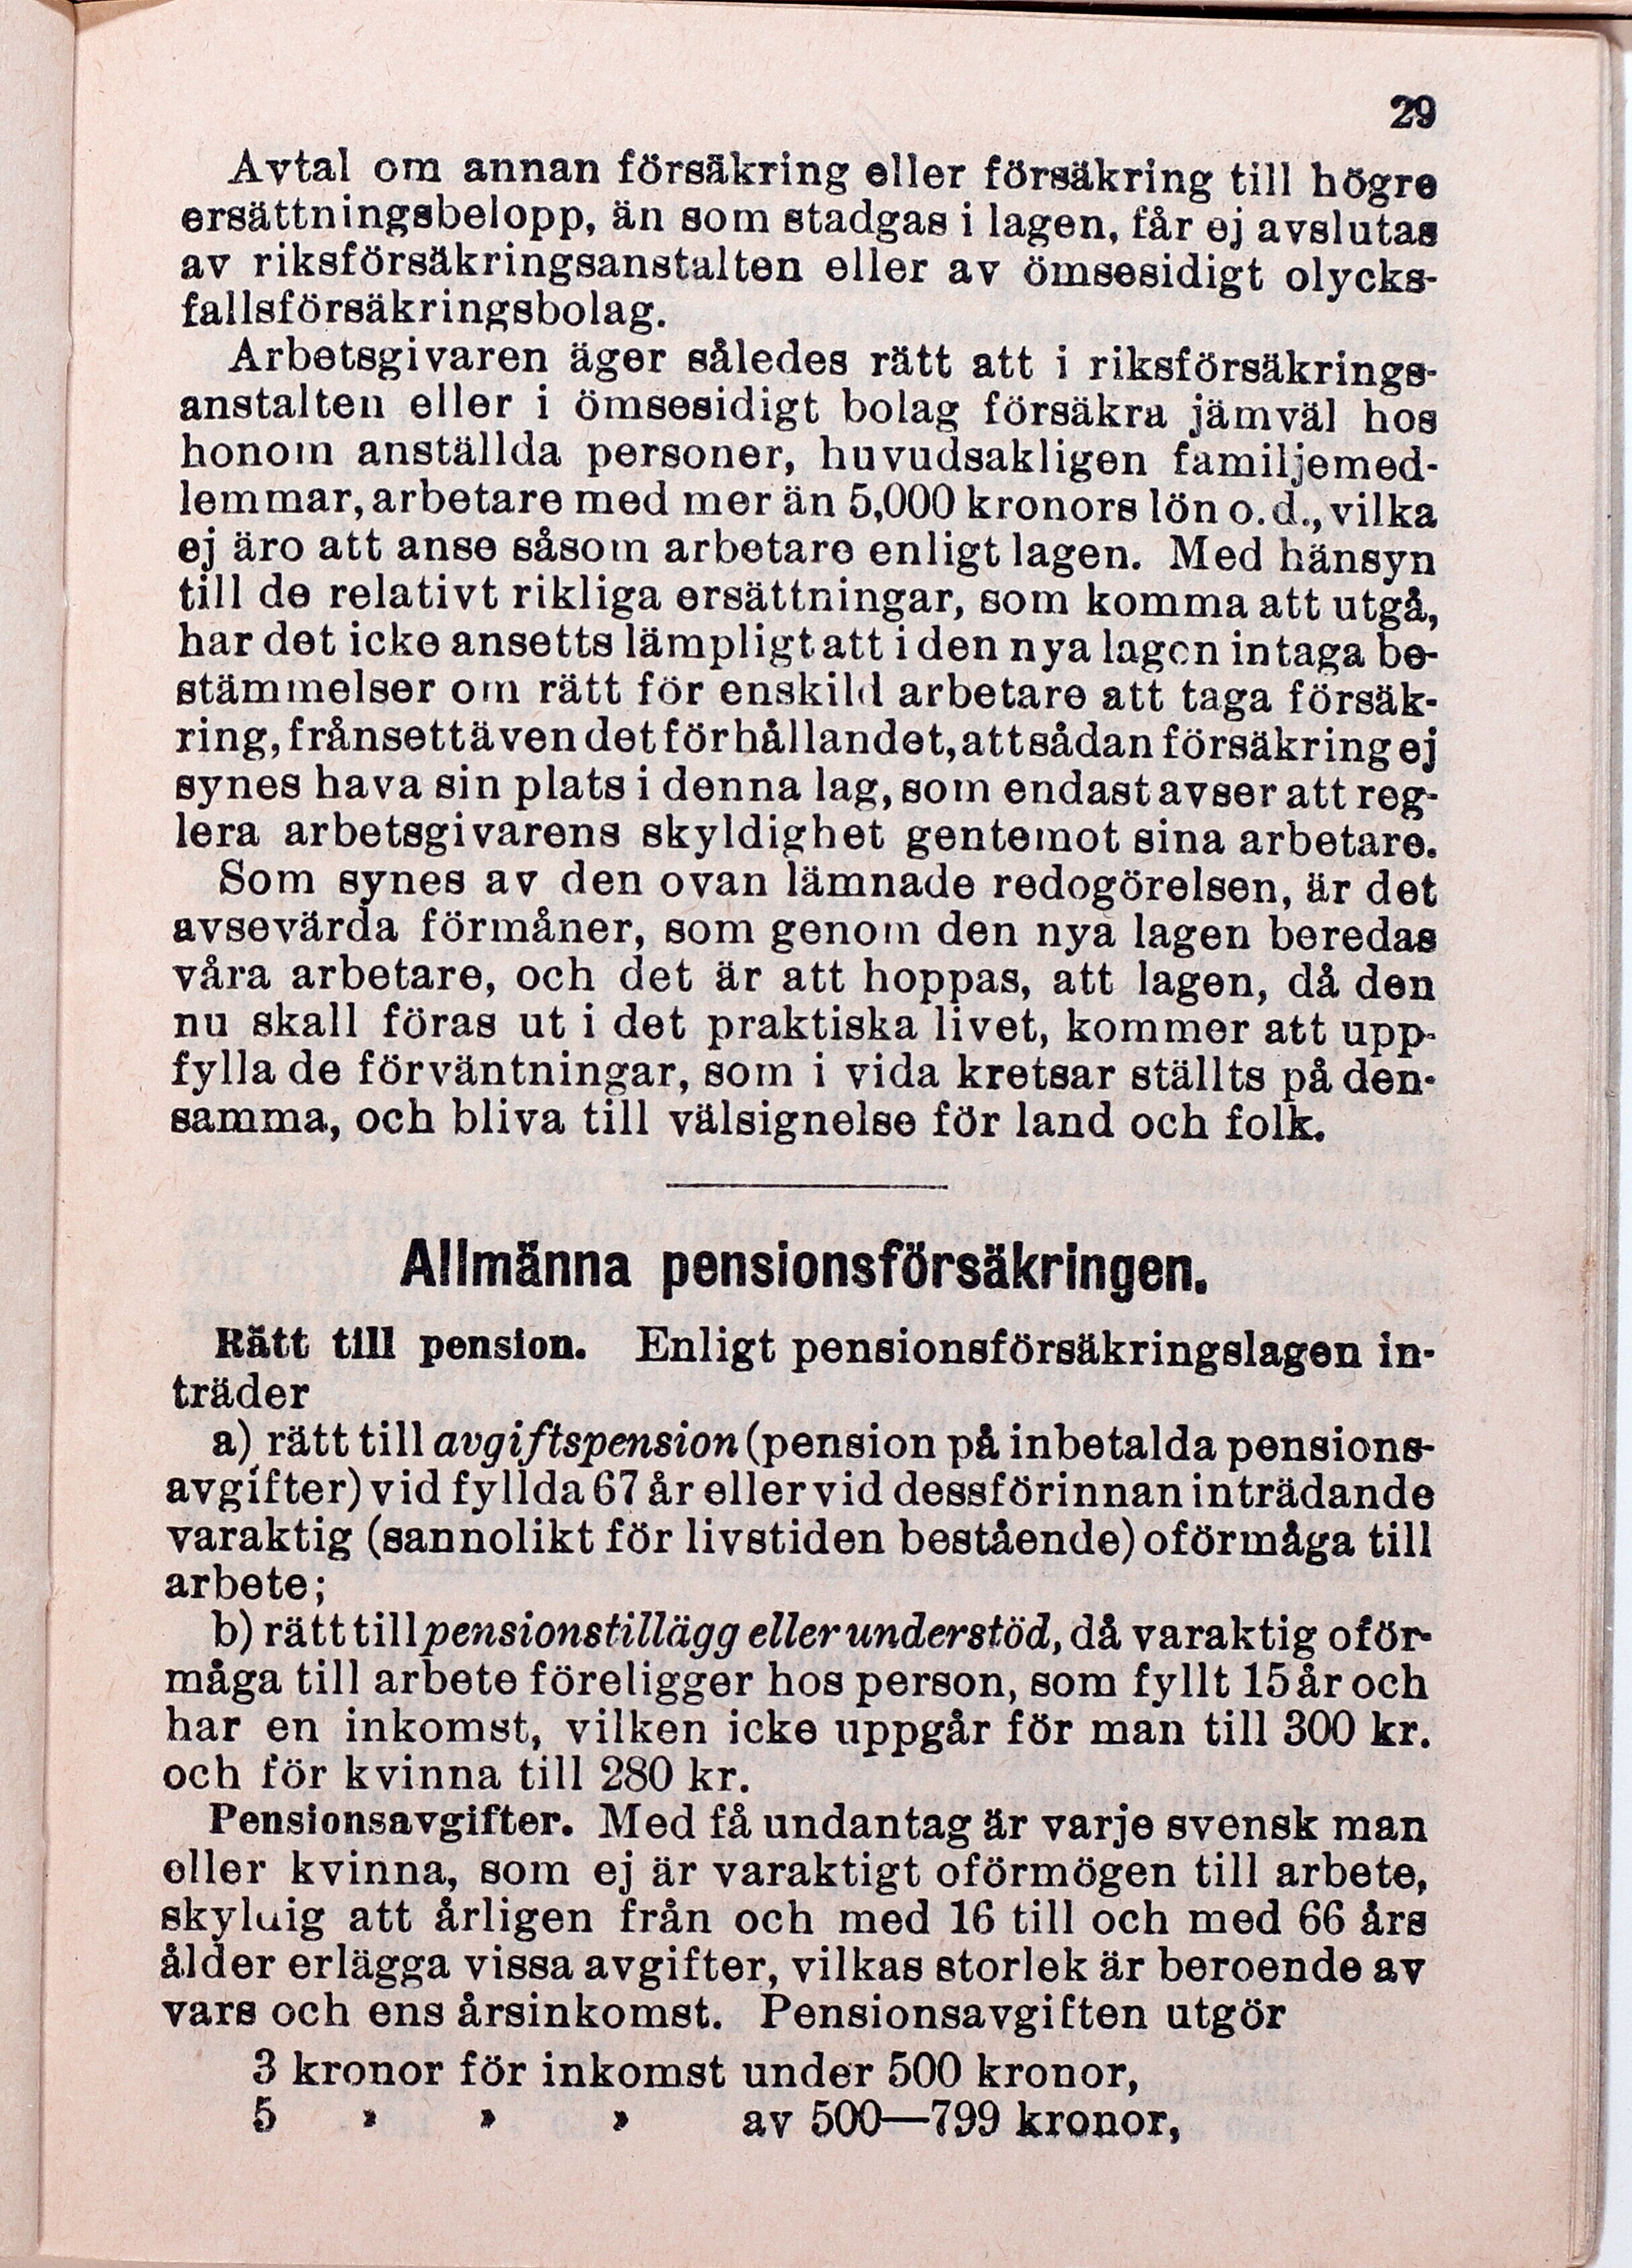 29
Avtal om annan försäkring eller försäkring till högre
ersättningsbelopp, än som stadgas i lagen, får ej avslutas
av riksförsäkringsanstalten eller av ömsesidigt olycks-
fallsförsäkringsbolag.
Arbetsgivaren äger således rätt att i riksförsäkrings-
anstalten eller i ömsesidigt bolag försäkra jämväl hos
honom anställda personer, huvudsakligen familjemed-
lemmar, arbetare med mer än 5,000 kronors lön o. d., vilka
ej äro att anse såsom arbetare enligt lagen. Med hänsyn
till de relativt rikliga ersättningar, som komma att utgå,
har det icke ansetts lämpligt att i den nya lagen intaga be-
stämmelser om rätt för enskild arbetare att taga försäk-
ring, frånsett även det förhållandet, att sådan försäkring ej
synes hava sin plats i denna lag, som endast avser att reg-
lera arbetsgivarens skyldighet gentemot sina arbetare.
Som synes av den ovan lämnade redogörelsen, är det
avsevärda förmåner, som genom den nya lagen beredas
våra arbetare, och det är att hoppas, att lagen, då den
nu skall föras ut i det praktiska livet, kommer att upp-
fylla de förväntningar, som i vida kretsar ställts på den-
samma, och bliva till välsignelse för land och folk.
Allmänna pensionsförsäkringen.
Rätt till pension. Enligt pensionsförsäkringslagen in-
träder
a) rätt till avgiftspension (pension på inbetalda pensions-
avgifter) vid fyllda 67 år eller vid dessförinnan inträdande
varaktig (sannolikt för livstiden bestående) oförmåga till
arbete;
b) rätt till pensionstillägg eller understöd, då varaktig oför-
måga till arbete föreligger hos person, som fyllt 15 år och
har en inkomst, vilken icke uppgår för man till 300 kr.
och för kvinna till 280 kr.
Pensionsavgifter. Med få undantag är varje svensk man
eller kvinna, som ej är varaktigt oförmögen till arbete,
skyldig att årligen från och med 16 till och med 66 års
ålder erlägga vissa avgifter, vilkas storlek är beroende av
vars och ens årsinkomst. Pensionsavgiften utgör
3 kronor för inkomst under 500 kronor,
5 » » » av 500—799 kronor,